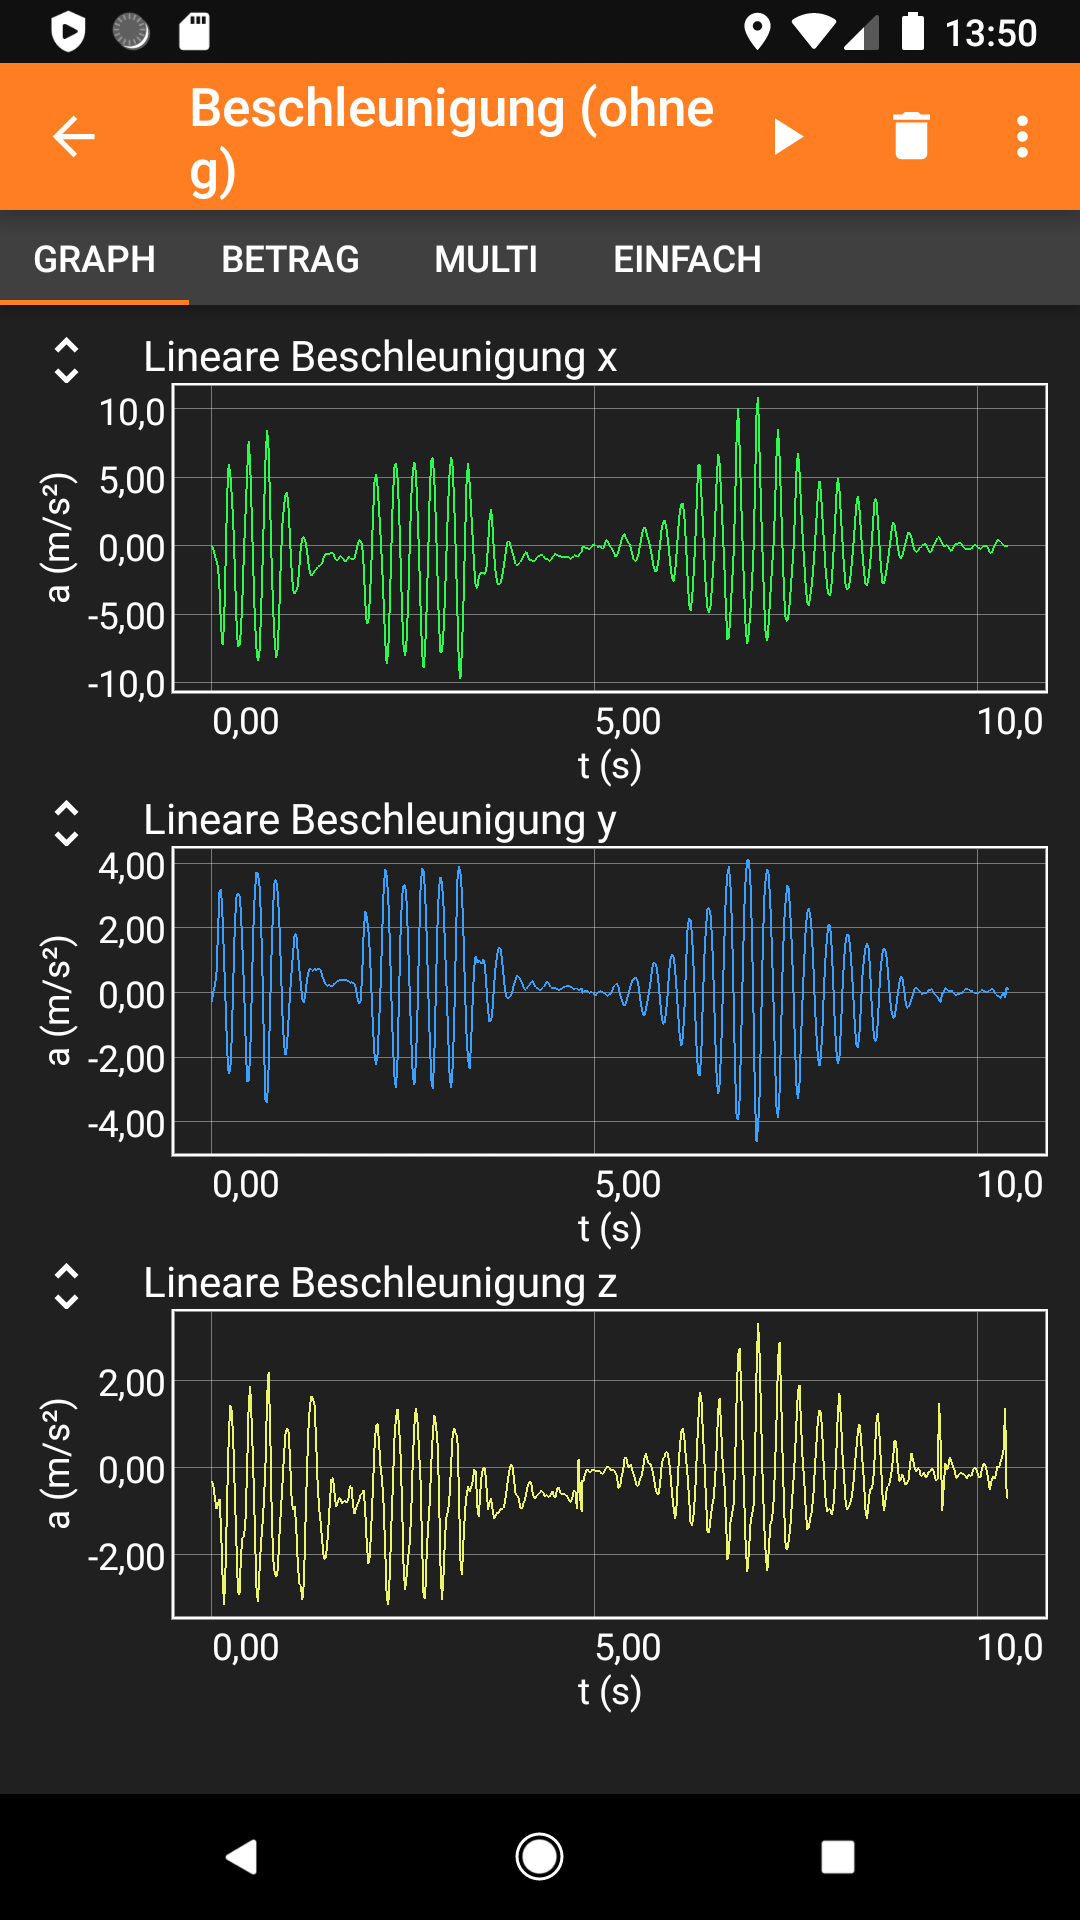 13:50
Beschleunigung (ohne
g)
GRAPH BETRAG MULTI EINFACH
Lineare Beschleunigung x
10,0
5,00
0,00
-5,00
-10,0
a (m/s²)
0,00 5,00 10,0
t (s)
Lineare Beschleunigung y
4,00
2,00
0,00
-2,00
-4,00
a (m/s²)
0,00 5,00 10,0
t (s)
Lineare Beschleunigung z
2,00
0,00
-2,00
a (m/s²)
0,00 5,00 10,0
t (s)